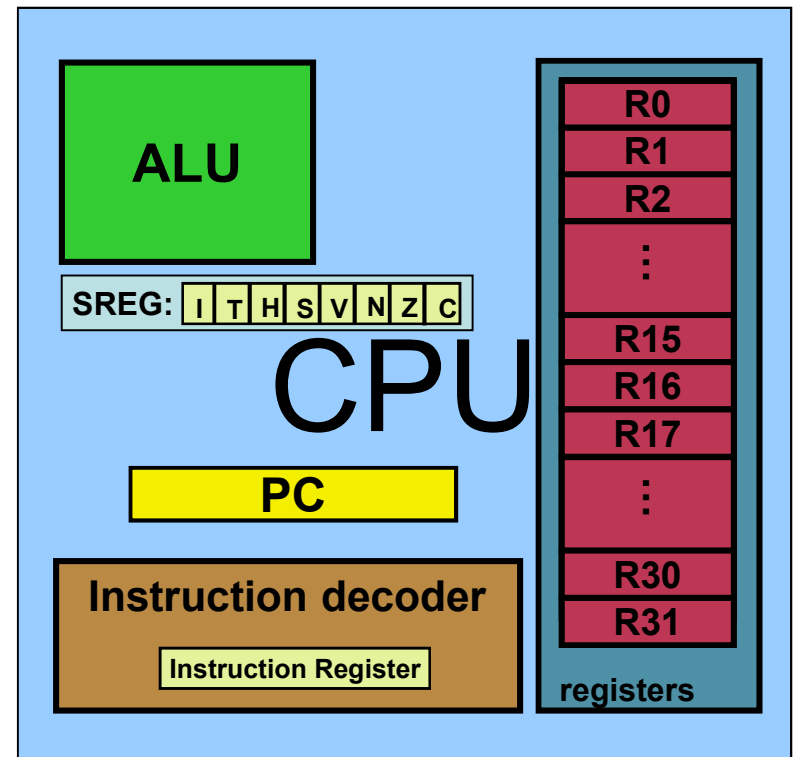 ALU
SREG: I T H S V N Z C
CPU
PC
Instruction decoder
Instruction Register
R0
R1
R2
⋮
R15
R16
R17
⋮
R30
R31
registers